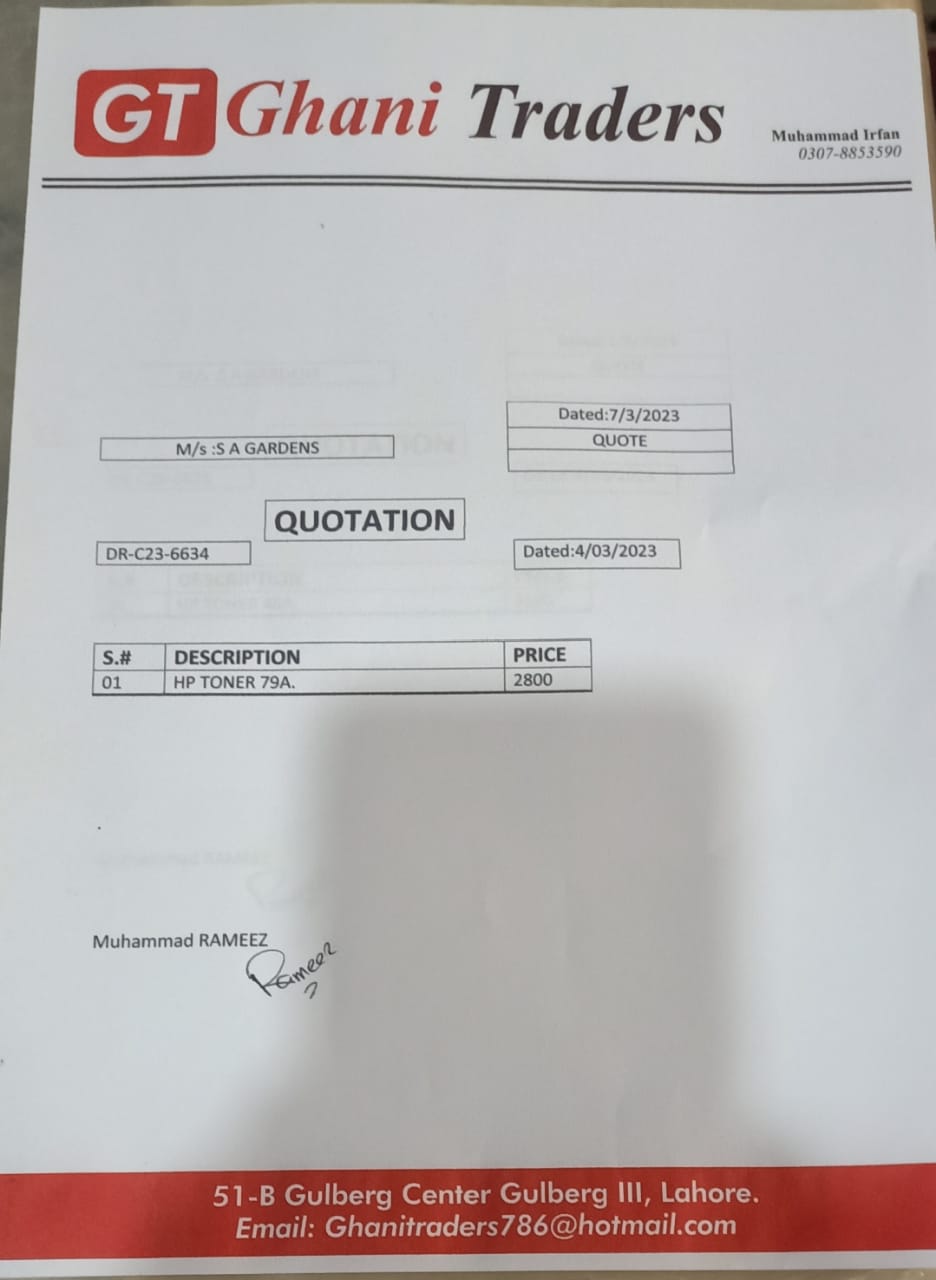 GT Ghani Traders
Muhammad Irfan
0307-8853590
Dated:7/3/2023
QUOTE
M/s :S A GARDENS
QUOTATION
DR-C23-6634
Dated:4/03/2023
S.# DESCRIPTION PRICE
01 HP TONER 79A. 2800
Muhammad RAMEEZ
Rameez
51-B Gulberg Center Gulberg III, Lahore.
Email: Ghanitraders786@hotmail.com